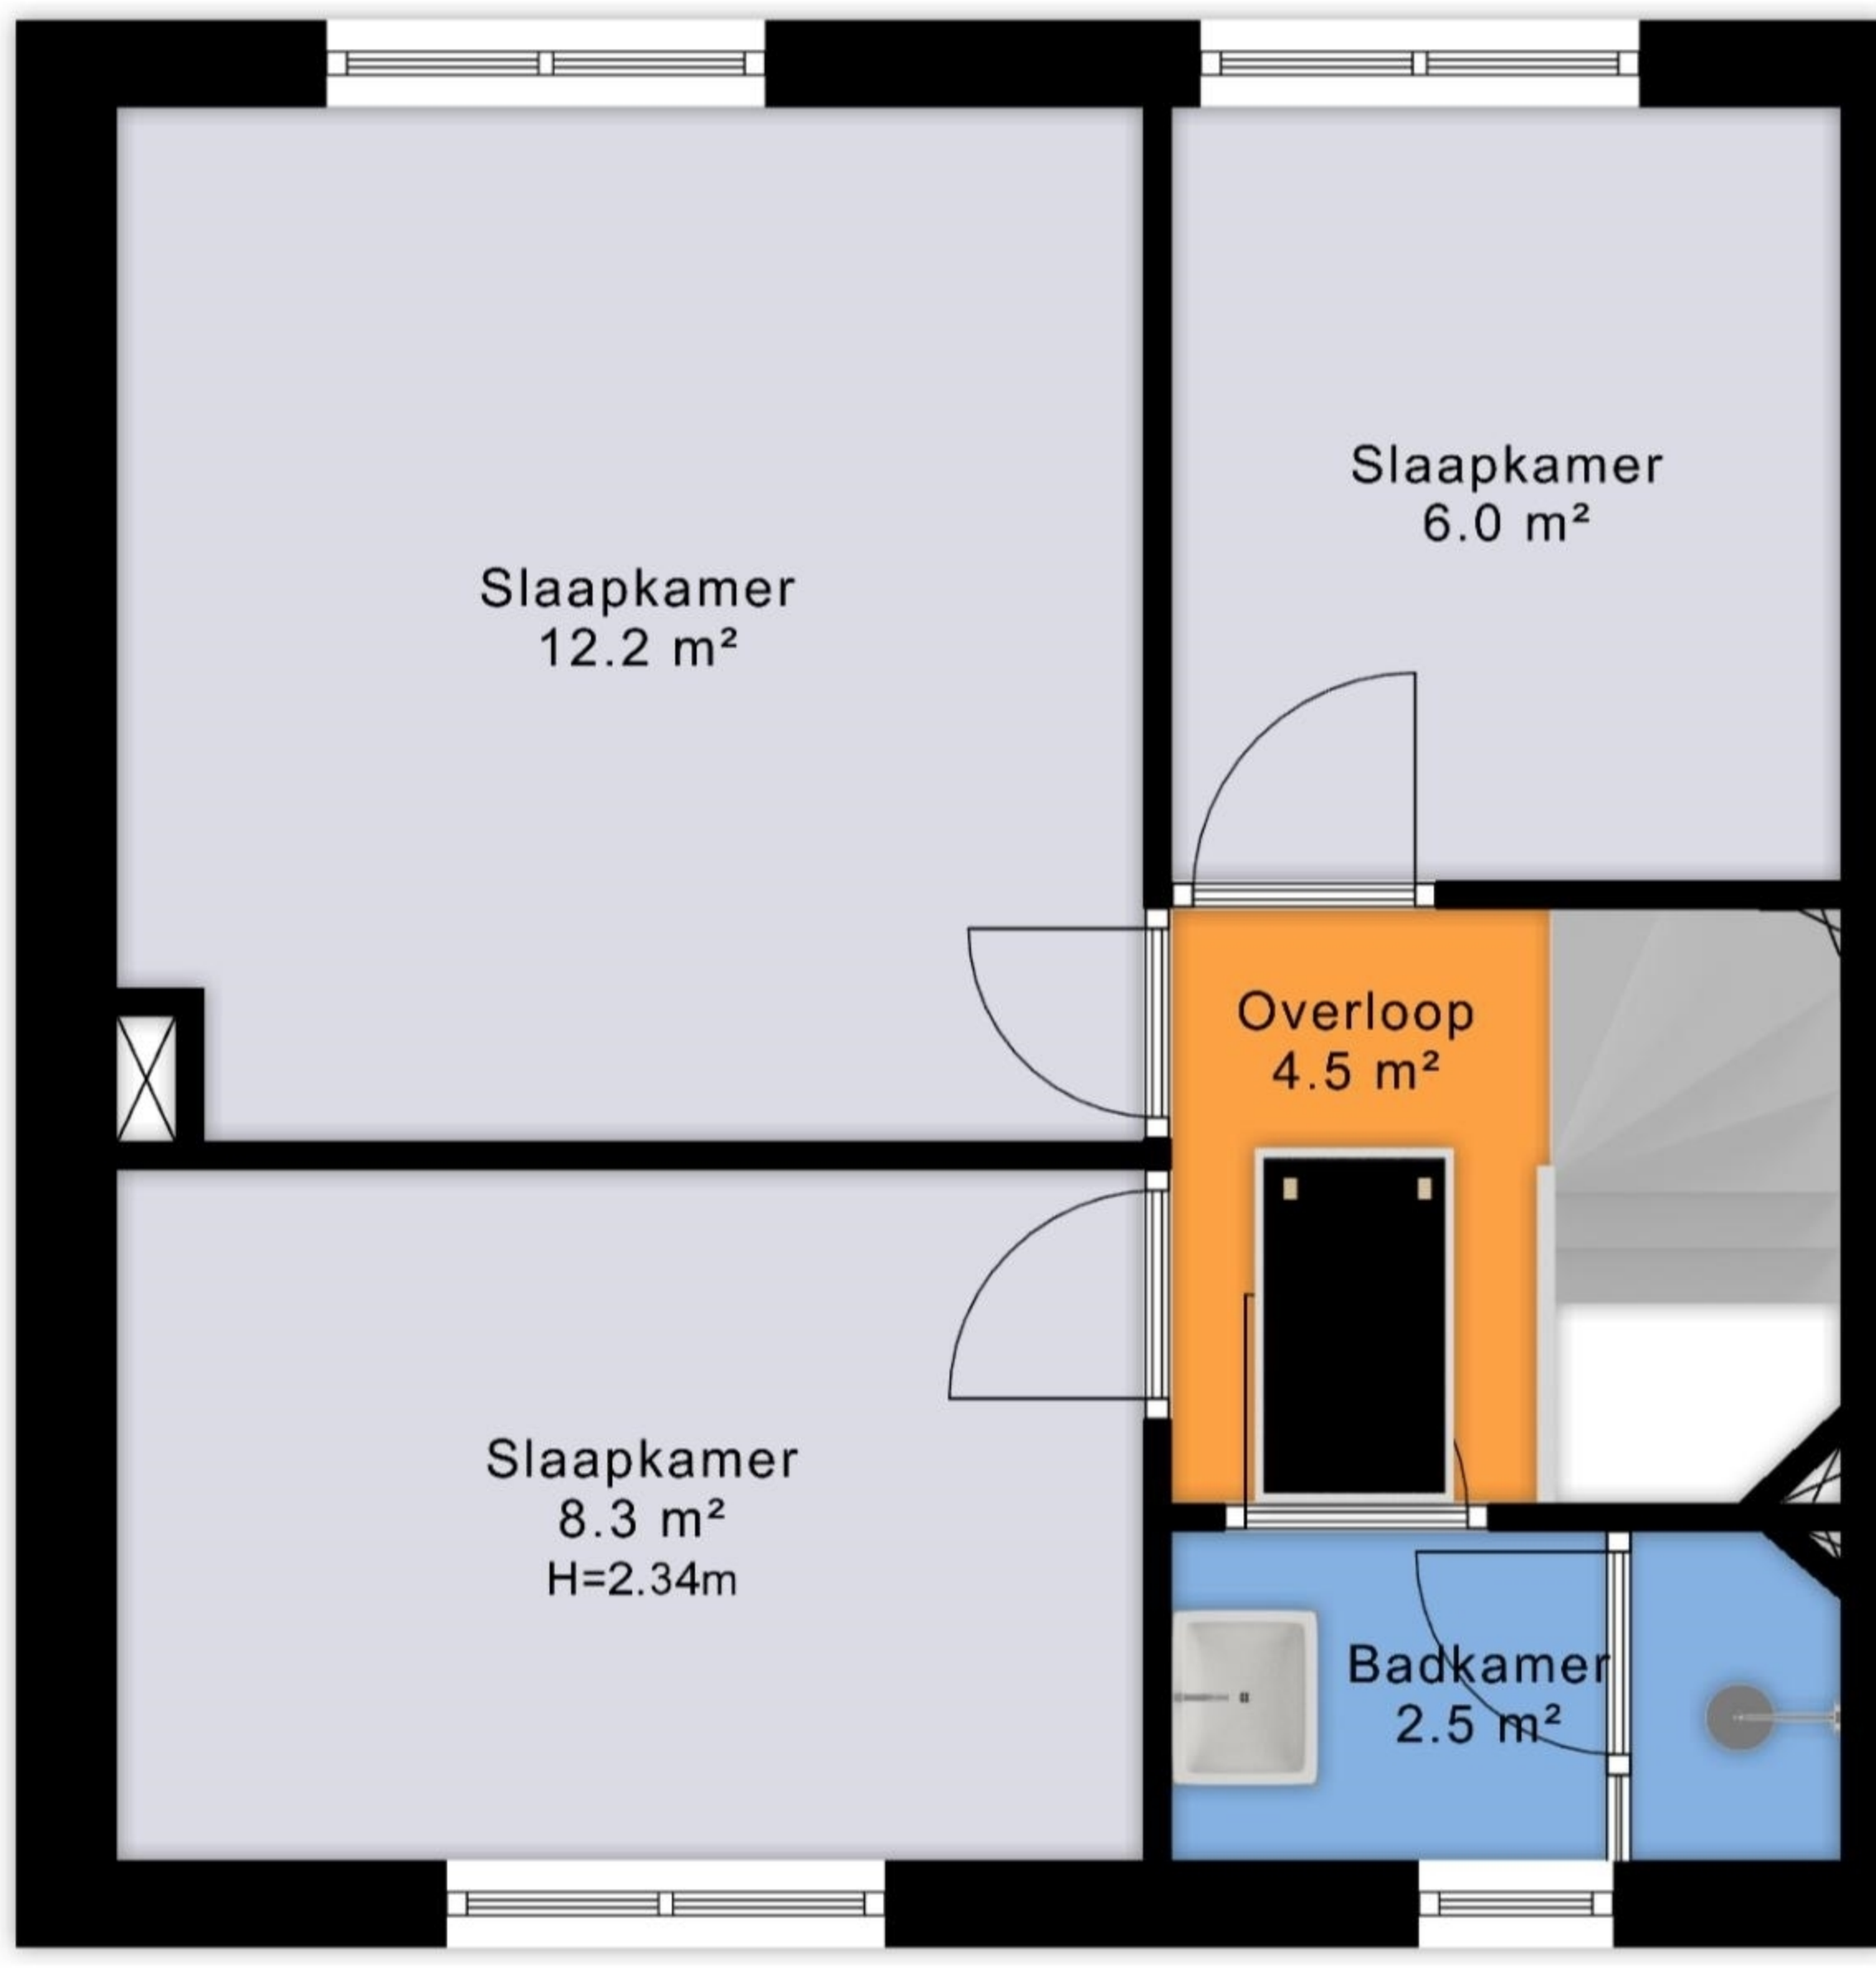 Slaapkamer
12.2 m²
Slaapkamer
6.0 m²
Overloop
4.5 m²
Slaapkamer
8.3 m²
H=2.34m
Badkamer
2.5 m²